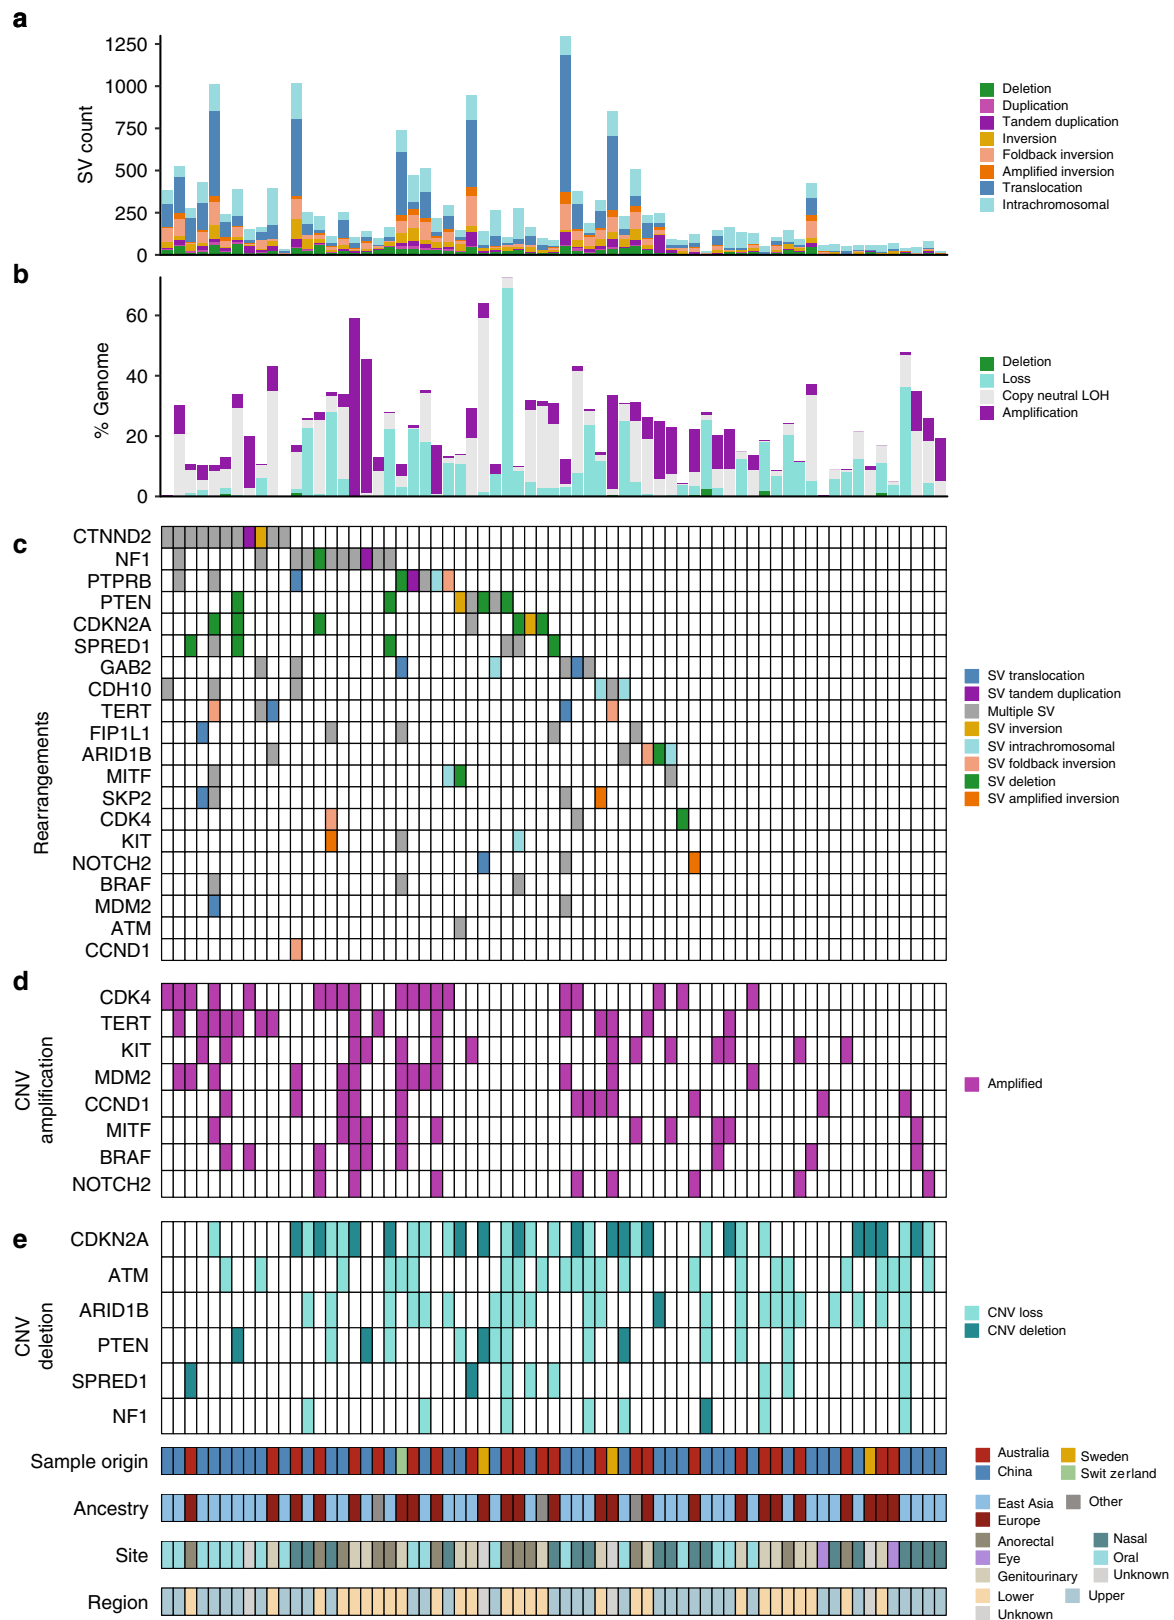 a
1250
1000
750
500
250
0
SV count
Deletion
Duplication
Tandem duplication
Inversion
Foldback inversion
Amplified inversion
Translocation
Intrachromosomal
b
60
40
20
0
% Genome
Deletion
Loss
Copy neutral LOH
Amplification
c
Rearrangements
CTNND2
NF1
PTPRB
PTEN
CDKN2A
SPRED1
GAB2
CDH10
TERT
FIP1L1
ARID1B
MITF
SKP2
CDK4
KIT
NOTCH2
BRAF
MDM2
ATM
CCND1
SV translocation
SV tandem duplication
Multiple SV
SV inversion
SV intrachromosomal
SV foldback inversion
SV deletion
SV amplified inversion
d
CNV
amplification
CDK4
TERT
KIT
MDM2
CCND1
MITF
BRAF
NOTCH2
Amplified
e
CNV
deletion
CDKN2A
ATM
ARID1B
PTEN
SPRED1
NF1
CNV loss
CNV deletion
Sample origin
Australia
Sweden
China
Swit zerland
Ancestry
East Asia
Other
Europe
Site
Anorectal
Nasal
Eye
Oral
Genitourinary
Unknown
Region
Lower
Upper
Unknown